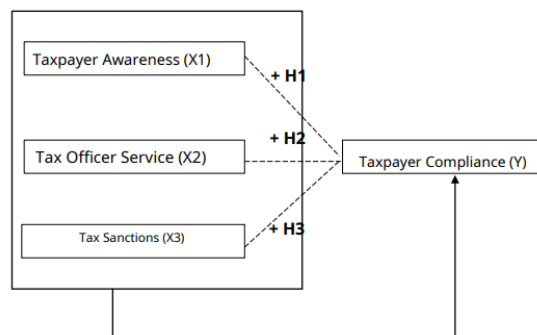 Taxpayer Awareness (X1)
+ H1
Tax Officer Service (X2)
+ H2
Taxpayer Compliance (Y)
Tax Sanctions (X3)
+ H3